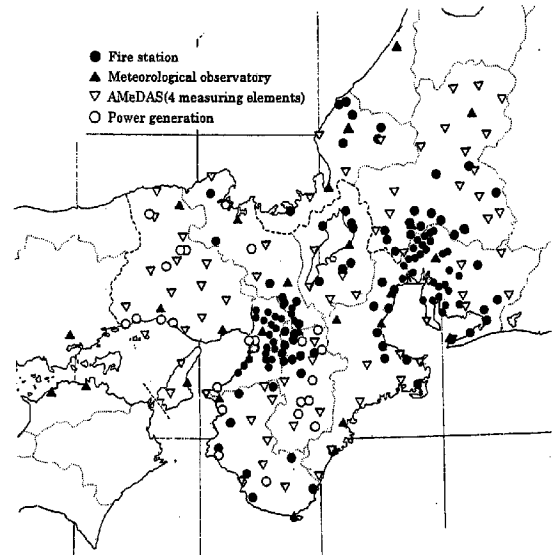 Fire station
Meteorological observatory
AMeDAS(4 measuring elements)
Power generation